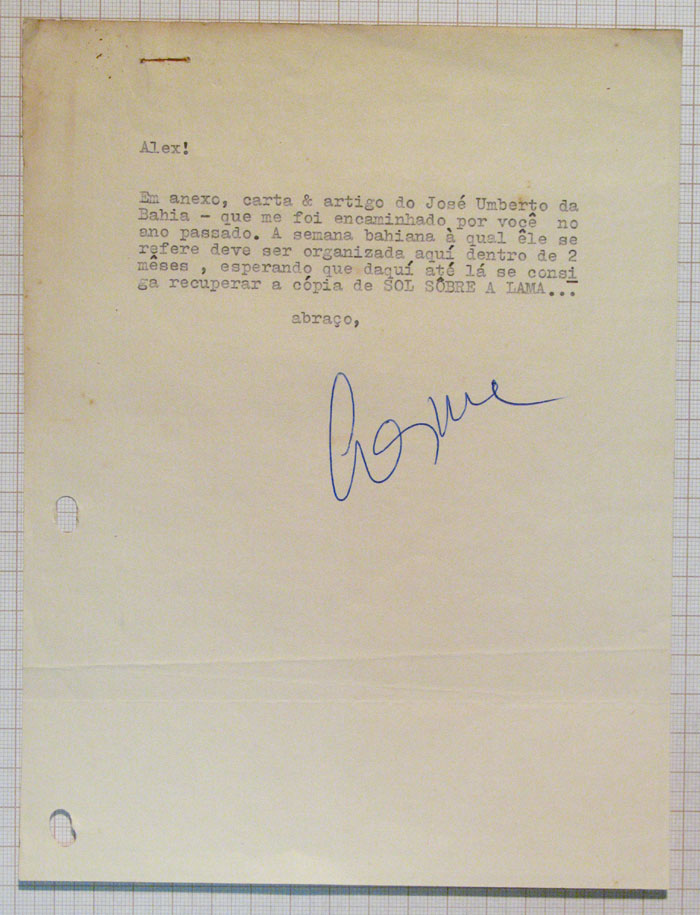 Alex!
Em anexo, carta & artigo do José Umberto da
Bahia - que me foi encaminhado por você no
ano passado. A semana bahiana à qual êle se
refere deve ser organizada aquí dentro de 2
mêses , esperando que daquí até lá se consi
ga recuperar a cópia de SOL SÔBRE A LAMA...
abraço,
Cosme